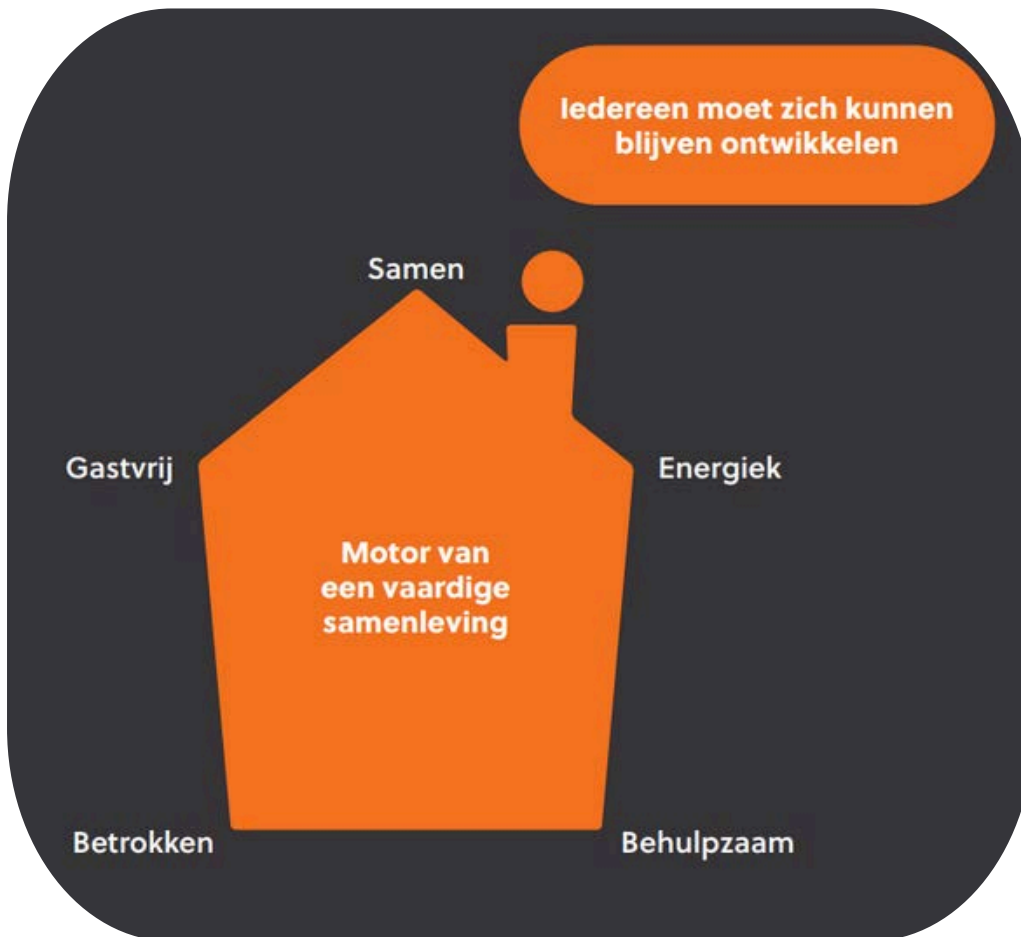 Iedereen moet zich kunnen
blijven ontwikkelen
Samen
Gastvrij
Energiek
Motor van
een vaardige
samenleving
Betrokken
Behulpzaam